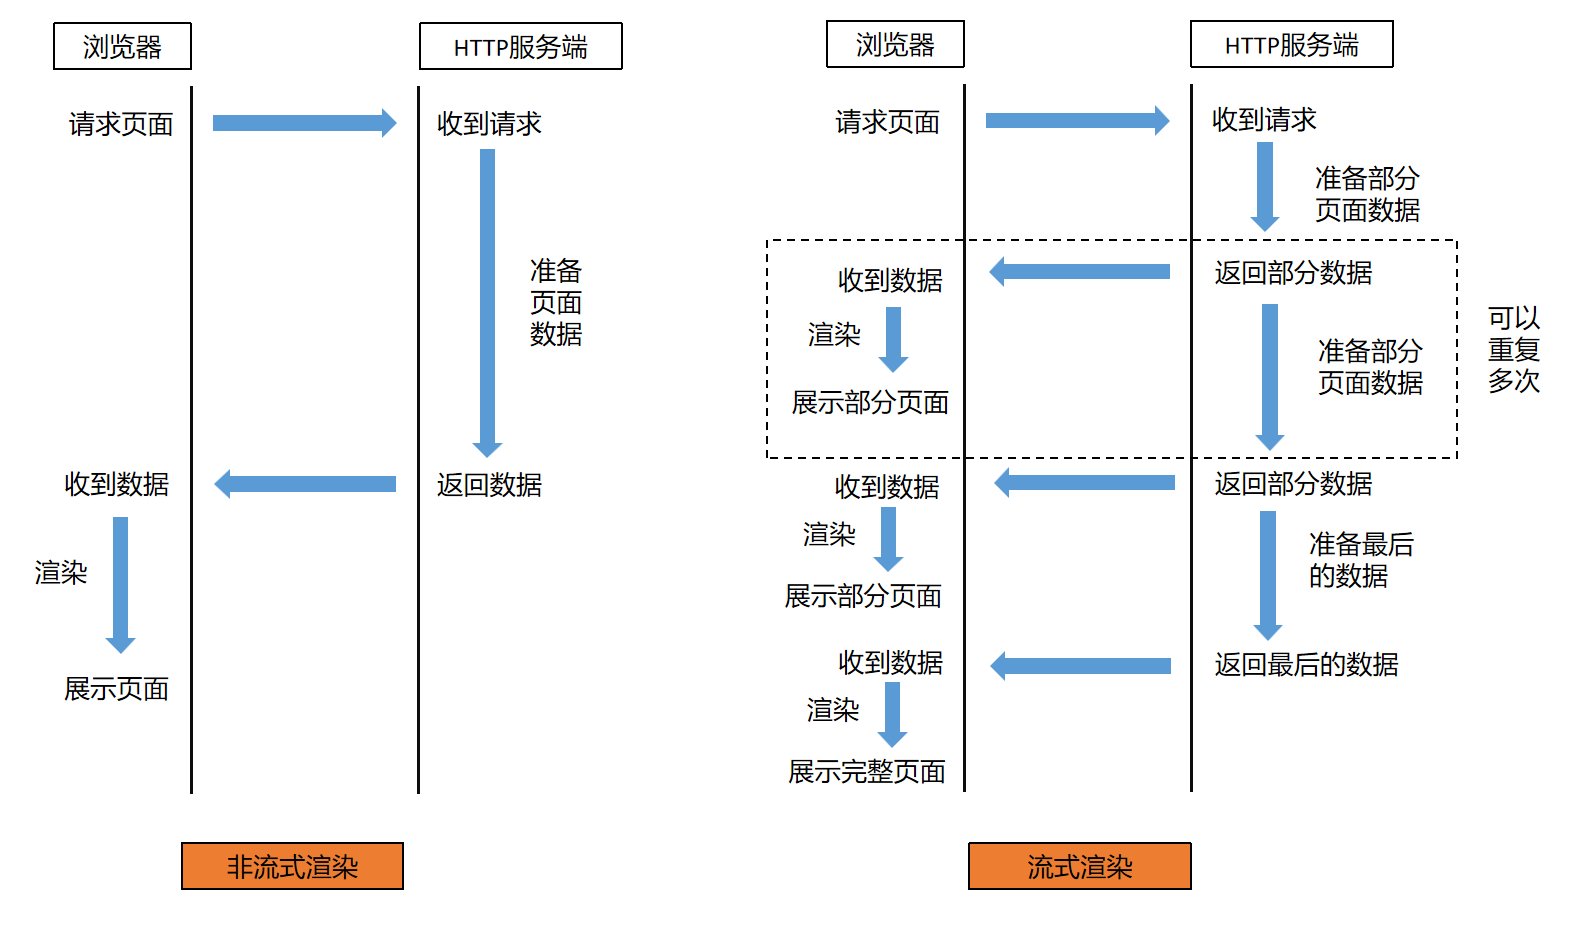 浏览器
HTTP服务端
请求页面
收到请求
准备
页面
数据
收到数据
返回数据
渲染
展示页面
非流式渲染
浏览器
HTTP服务端
请求页面
收到请求
准备部分
页面数据
收到数据
返回部分数据
渲染
准备部分
页面数据
展示部分页面
可以
重复
多次
收到数据
返回部分数据
渲染
准备最后
的数据
展示部分页面
收到数据
返回最后的数据
渲染
展示完整页面
流式渲染